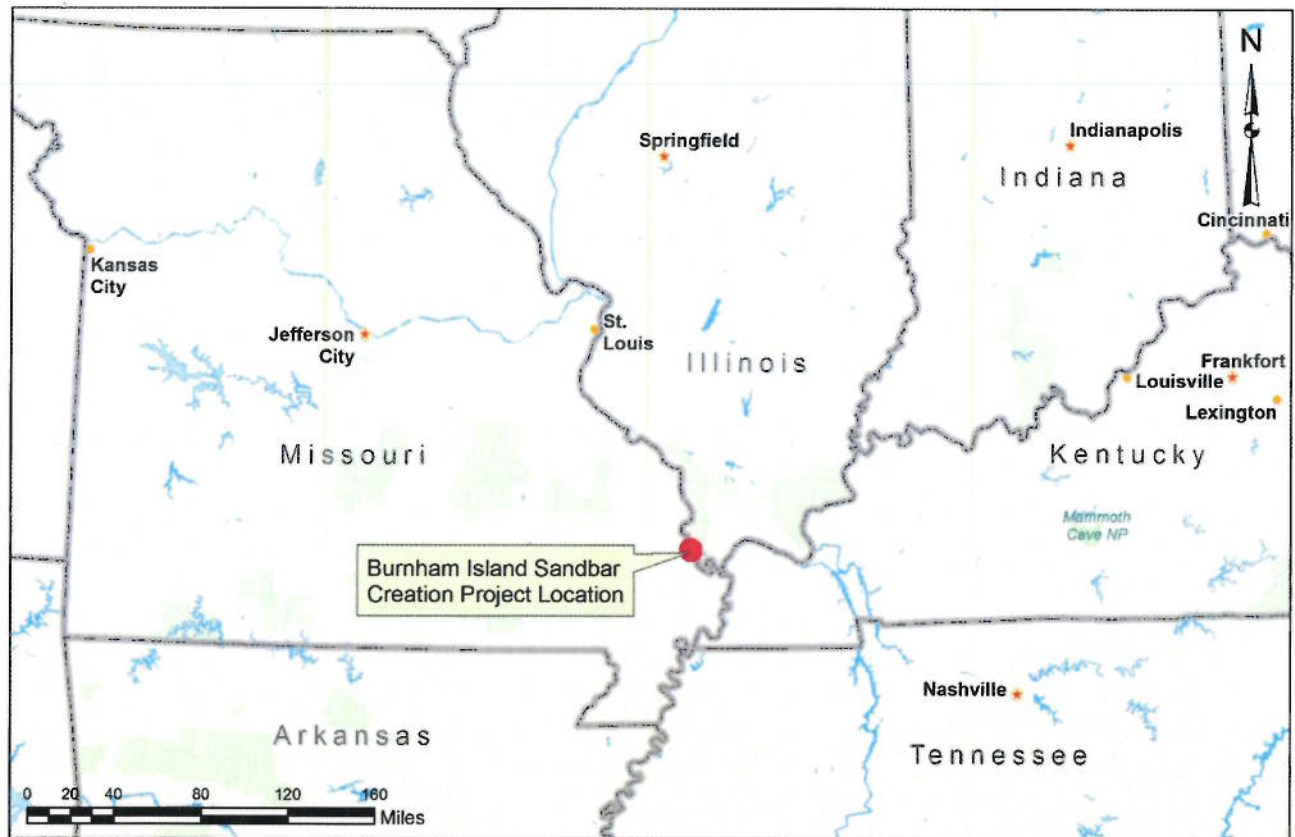 N
Springfield
Indianapolis
Indiana
Cincinnati
Kansas
City
Jefferson
City
St.
Louis
Illinois
Frankfort
Louisville
Lexington
Missouri
Kentucky
Mammoth
Cave NP
Burnham Island Sandbar
Creation Project Location
Nashville
Arkansas
Tennessee
0 20 40 80 120 160
Miles